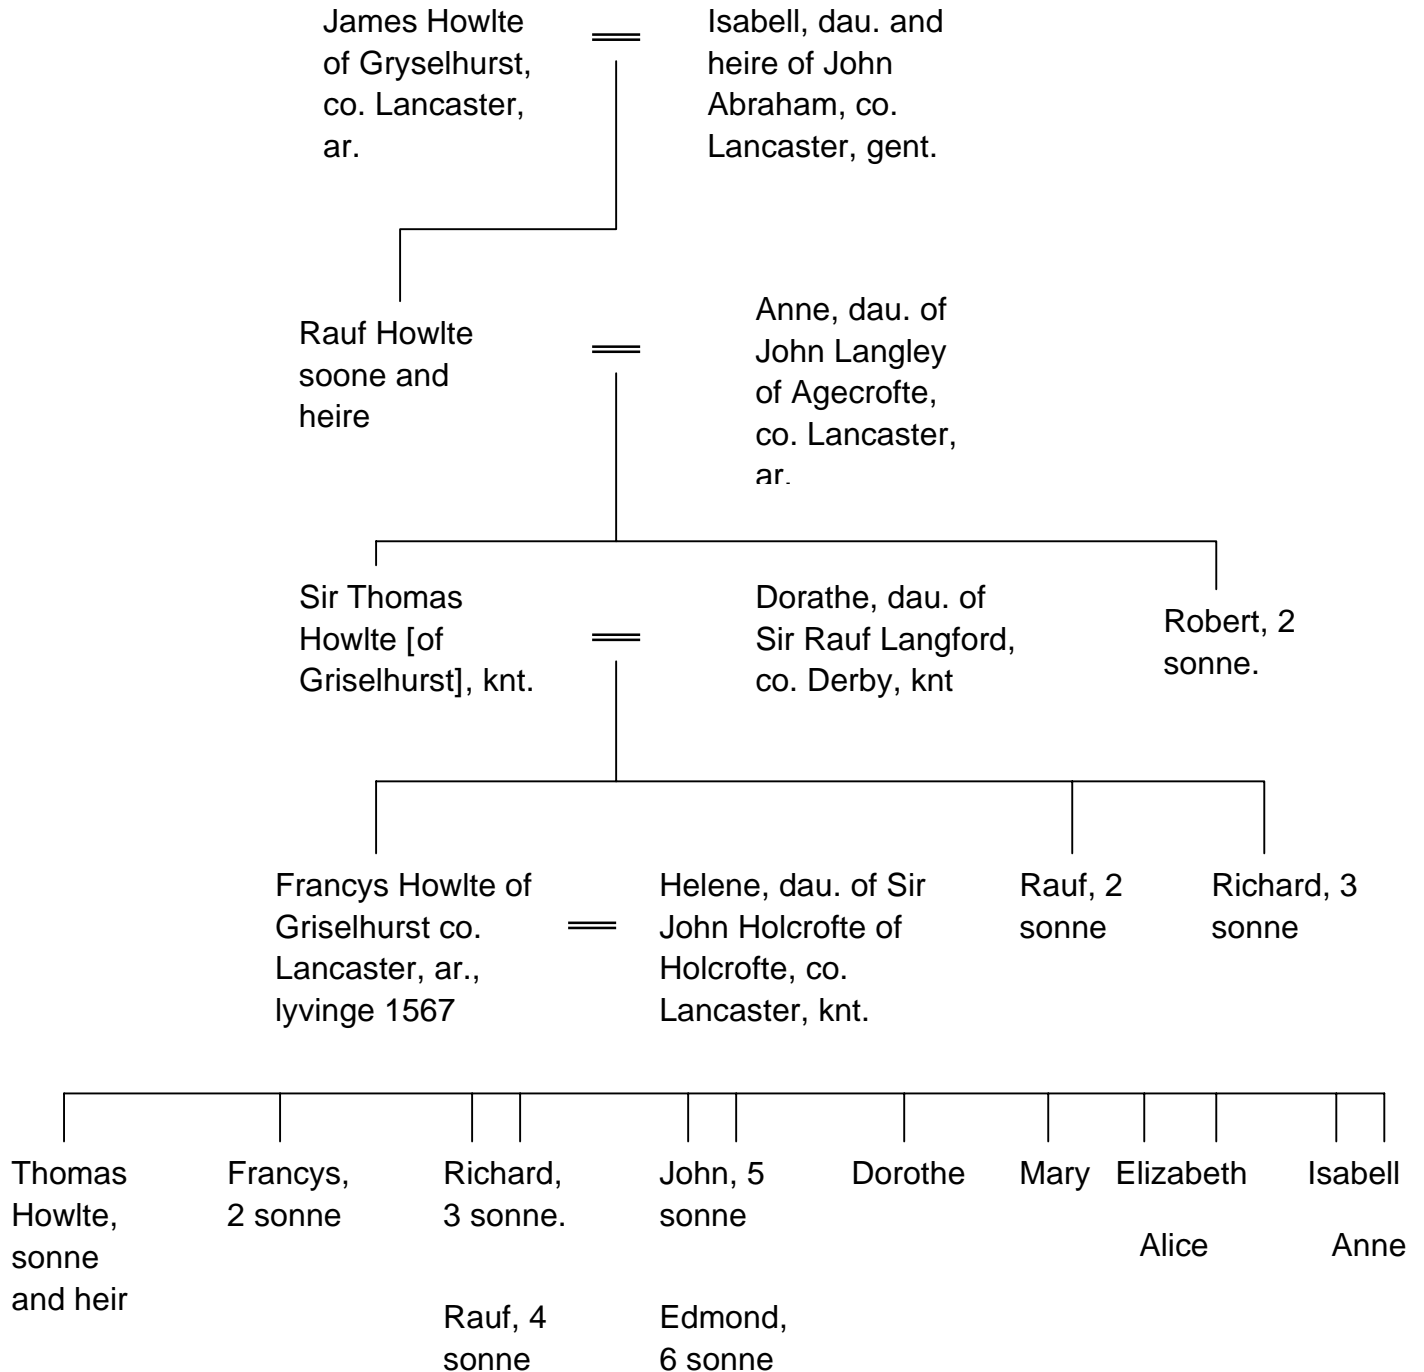 James Howlte
of Gryselhurst,
co. Lancaster,
ar.
Isabell, dau. and
heire of John
Abraham, co.
Lancaster, gent.
Rauf Howlte
soone and
heire
Anne, dau. of
John Langley
of Agecrofte,
co. Lancaster,
ar.
Sir Thomas
Howlte [of
Griselhurst], knt.
Dorathe, dau. of
Sir Rauf Langford,
co. Derby, knt
Robert, 2
sonne.
Francys Howlte of
Griselhurst co.
Lancaster, ar.,
lyvinge 1567
Helene, dau. of Sir
John Holcrofte of
Holcrofte, co.
Lancaster, knt.
Rauf, 2
sonne
Richard, 3
sonne
Thomas
Howlte,
sonne
and heir
Francys,
2 sonne
Richard,
3 sonne.
Rauf, 4
sonne
John, 5
sonne
Edmond,
6 sonne
Dorothe
Mary
Elizabeth
Alice
Isabell
Anne